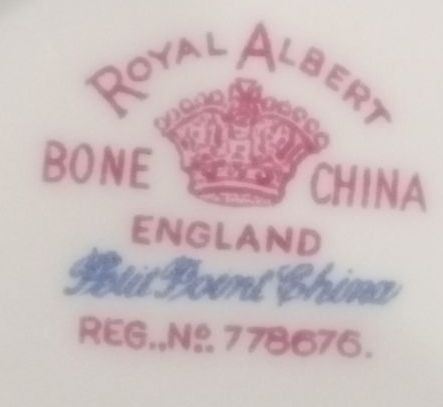 ROYAL ALBERT
BONE CHINA
ENGLAND
Petit Point China
REG..No.. 778676.